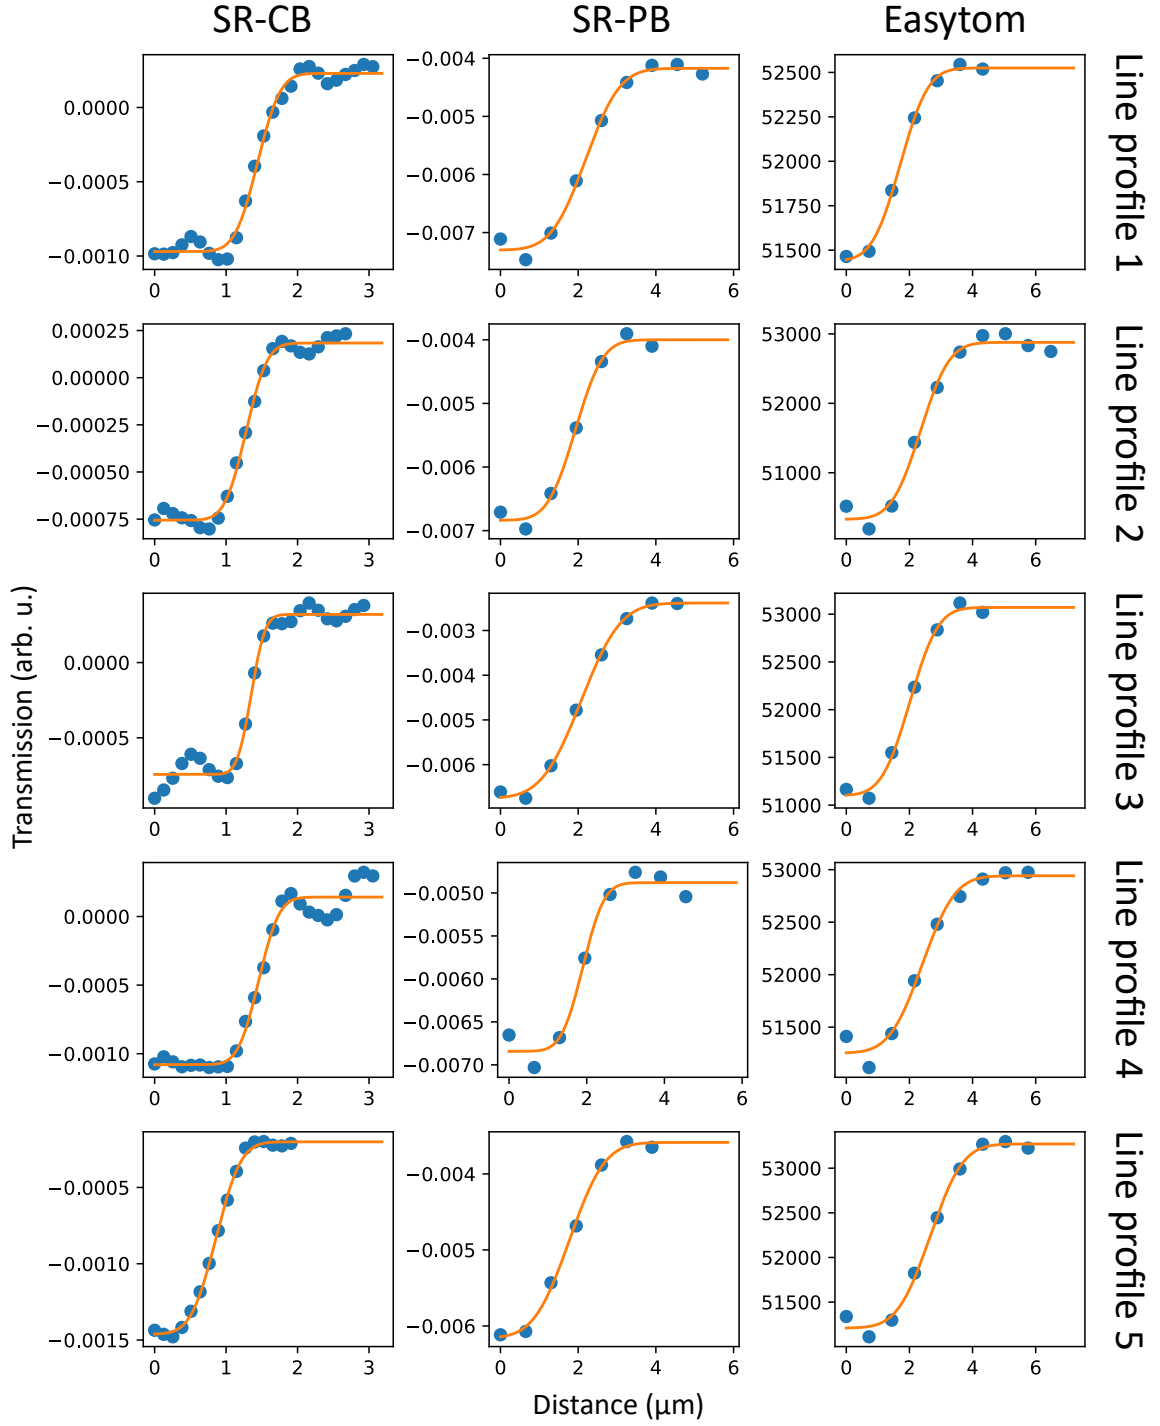 SR-CB SR-PB Easytom
0.0000
−0.0005
−0.0010
0 1 2 3
−0.004
−0.005
−0.006
−0.007
0 2 4 6
52500
52250
52000
51750
51500
0 2 4 6
Line profile 1
0.00025
0.00000
−0.00025
−0.00050
−0.00075
0 1 2 3
−0.004
−0.005
−0.006
−0.007
0 2 4 6
53000
52000
51000
0 2 4 6
Line profile 2
0.0000
−0.0005
0 1 2 3
−0.003
−0.004
−0.005
−0.006
0 2 4 6
53000
52500
52000
51500
51000
0 2 4 6
Line profile 3
Transmission (arb. u.)
0.0000
−0.0005
−0.0010
0 1 2 3
−0.0050
−0.0055
−0.0060
−0.0065
−0.0070
0 2 4 6
53000
52500
52000
51500
0 2 4 6
Line profile 4
−0.0005
−0.0010
−0.0015
0 1 2 3
−0.004
−0.005
−0.006
0 2 4 6
53000
52500
52000
51500
0 2 4 6
Line profile 5
Distance (μm)